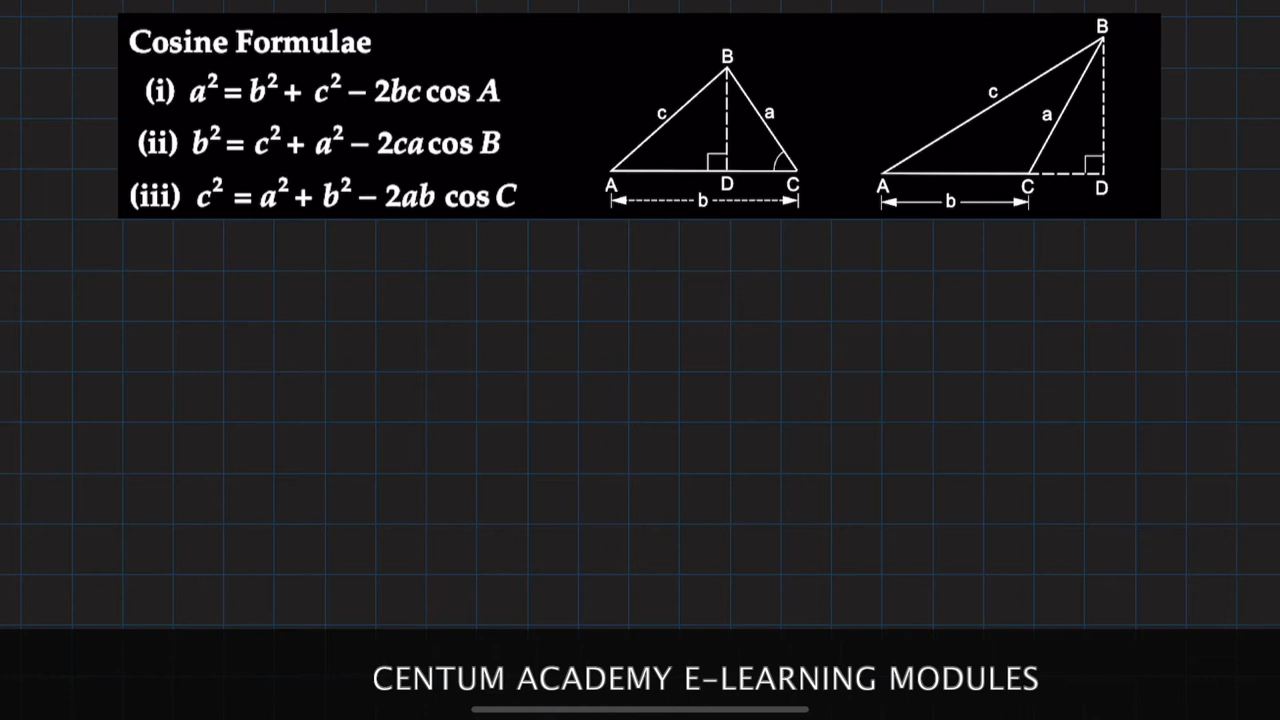 Cosine Formulae
(i) a² = b² + c² – 2bc cos A
(ii) b² = c² + a² – 2ca cos B
(iii) c² = a² + b² – 2ab cos C
B
c
a
A
D
C
b
B
c
a
A
C
D
b
CENTUM ACADEMY E-LEARNING MODULES